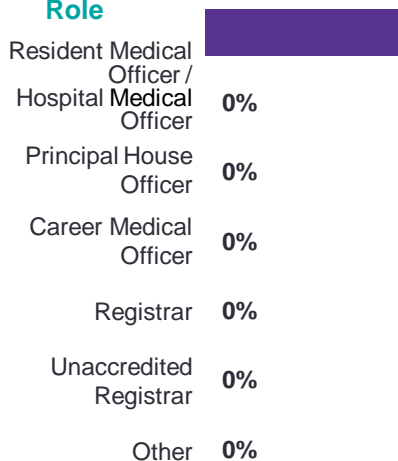 Role
Resident Medical
Officer /
Hospital Medical
Officer
0%
Principal House
Officer
0%
Career Medical
Officer
0%
Registrar 0%
Unaccredited
Registrar
0%
Other 0%